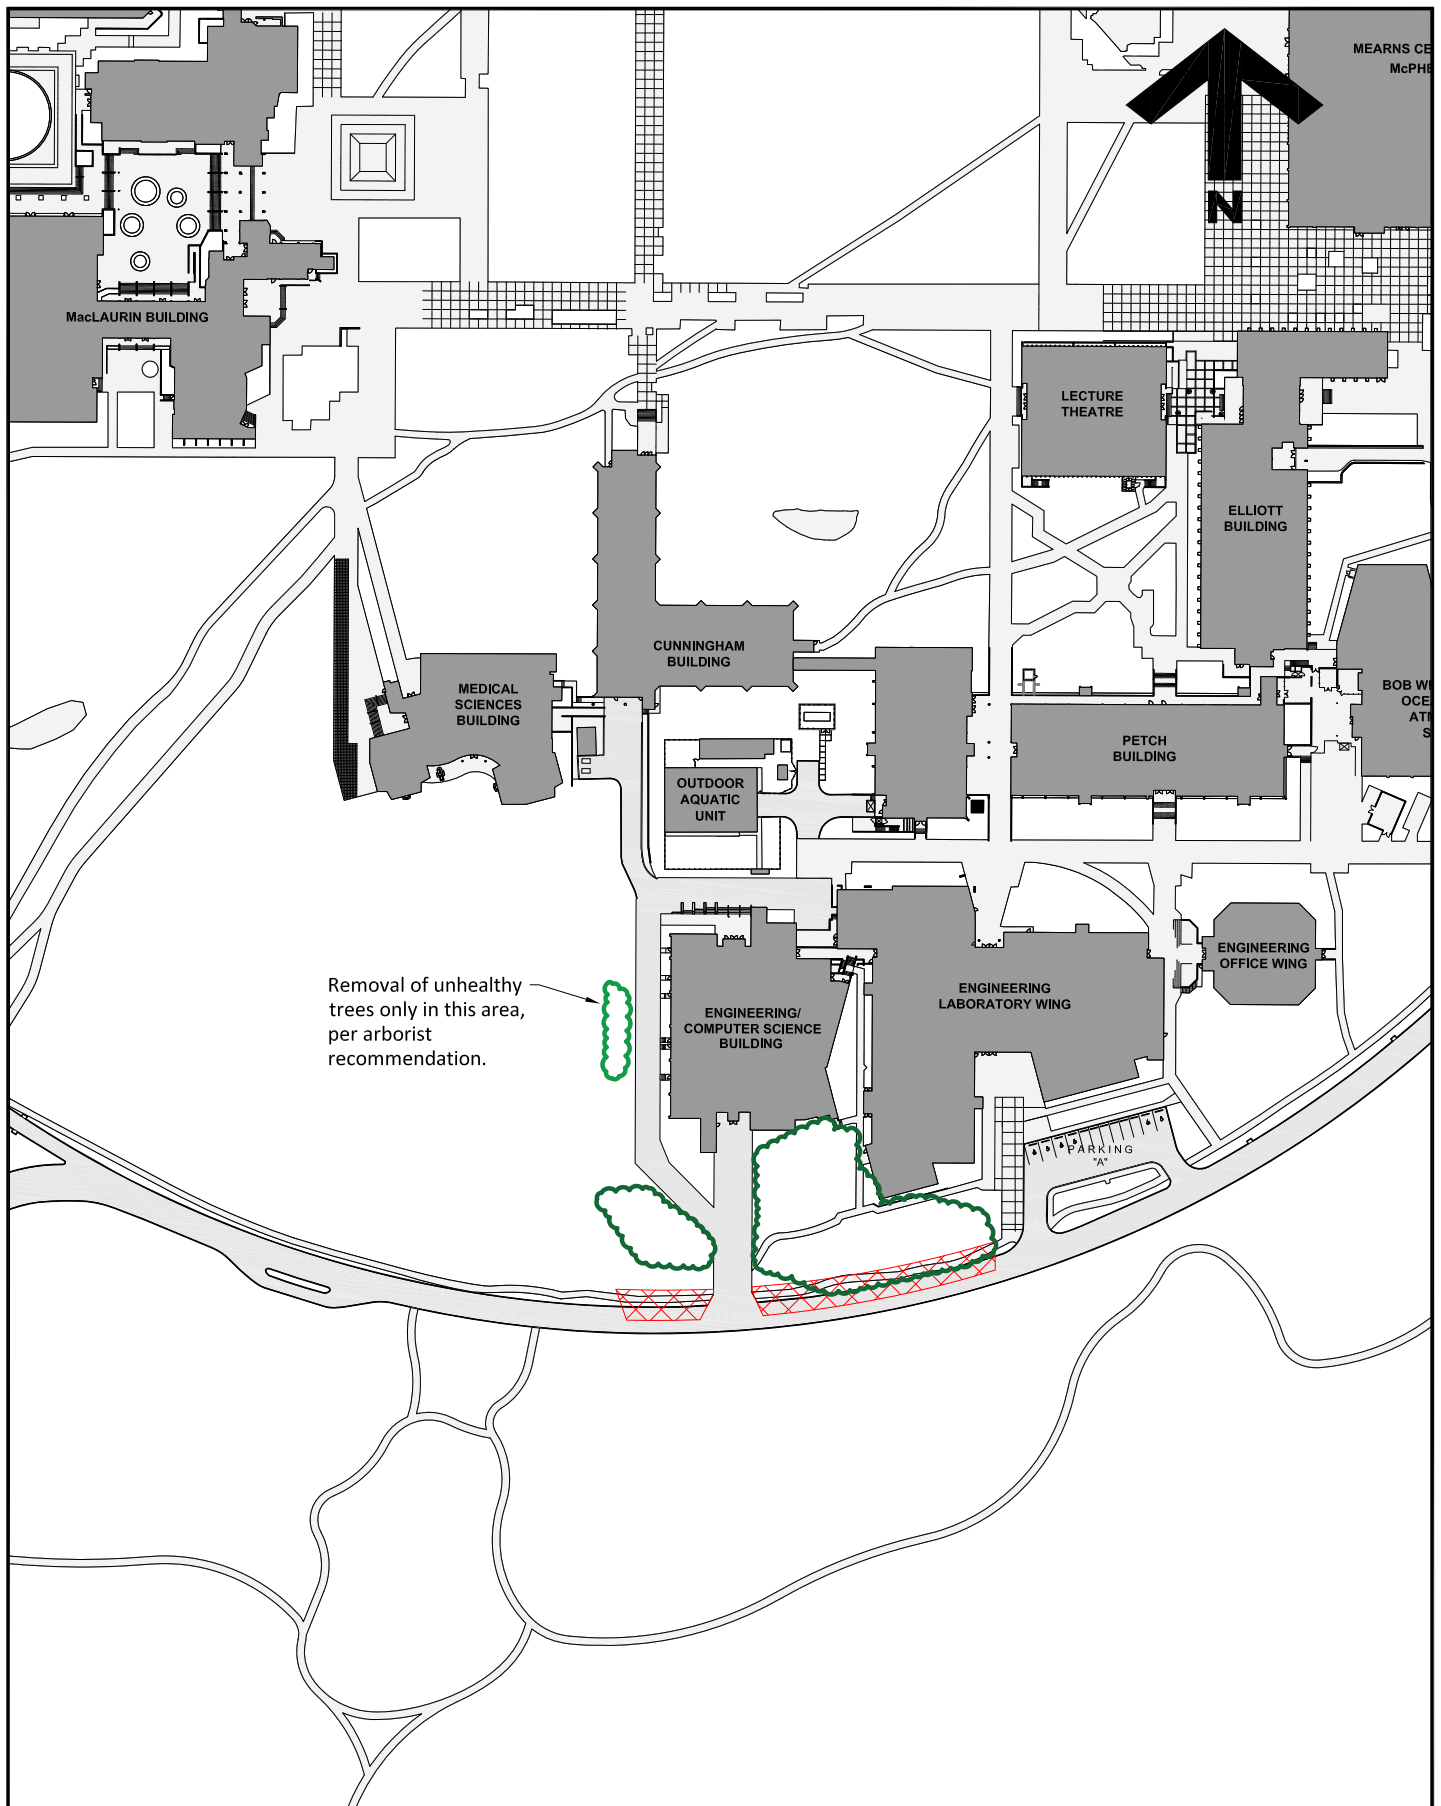 MEARNS CE
McPHE
N
MacLAURIN BUILDING
LECTURE
THEATRE
ELLIOTT
BUILDING
CUNNINGHAM
BUILDING
MEDICAL
SCIENCES
BUILDING
BOB WR
OCE
ATM
S
PETCH
BUILDING
OUTDOOR
AQUATIC
UNIT
ENGINEERING
OFFICE WING
Removal of unhealthy
trees only in this area,
per arborist
recommendation.
ENGINEERING
LABORATORY WING
ENGINEERING/
COMPUTER SCIENCE
BUILDING
PARKING
"A"